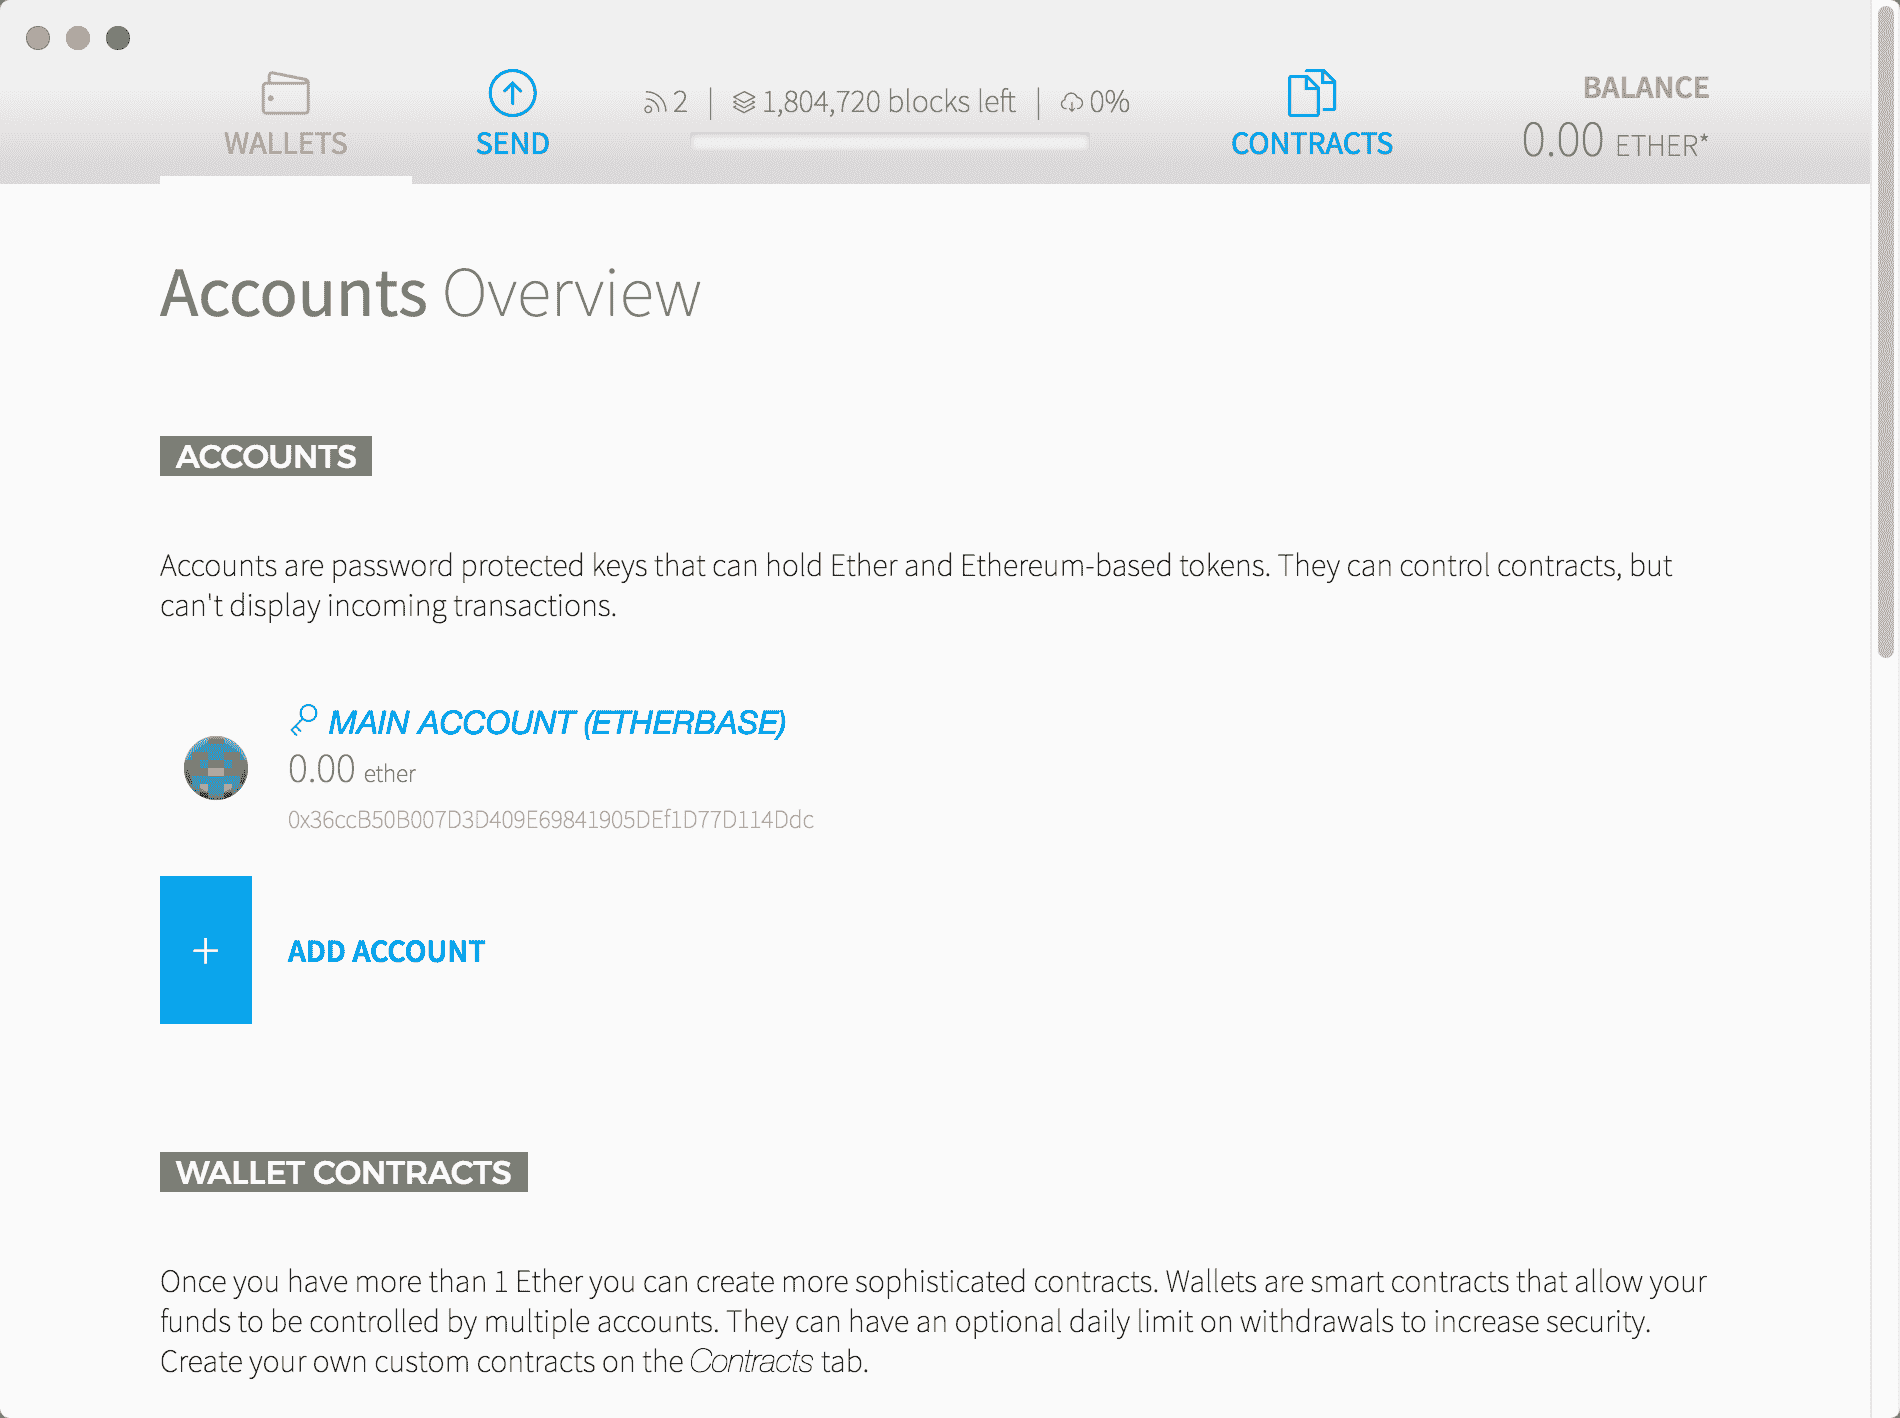 WALLETS
SEND
2 | 1,804,720 blocks left | 0%
CONTRACTS
BALANCE
0.00 ETHER*
Accounts Overview
ACCOUNTS
Accounts are password protected keys that can hold Ether and Ethereum-based tokens. They can control contracts, but
can't display incoming transactions.
MAIN ACCOUNT (ETHERBASE)
0.00 ether
0x36ccB50B007D3D409E69841905DEf1D77D114Ddc
+
ADD ACCOUNT
WALLET CONTRACTS
Once you have more than 1 Ether you can create more sophisticated contracts. Wallets are smart contracts that allow your
funds to be controlled by multiple accounts. They can have an optional daily limit on withdrawals to increase security.
Create your own custom contracts on the Contracts tab.